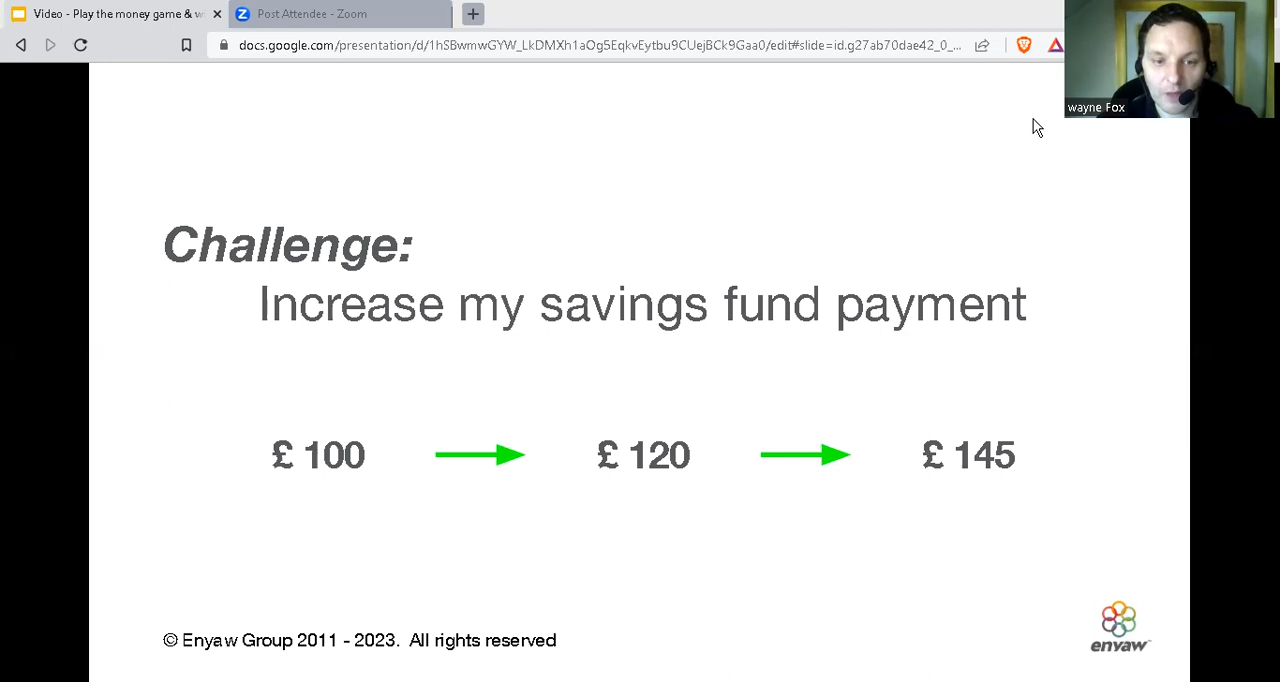 Video - Play the money game & w
Post Attendee - Zoom
docs.google.com/presentation/d/1hSBwmwGYW_LkDMXh1aOg5EqkvEytbu9CUejBCk9Gaa0/edit#slide=id.g27ab70dae42_0_...
wayne Fox
Challenge:
Increase my savings fund payment
£ 100
£ 120
£ 145
© Enyaw Group 2011 - 2023. All rights reserved
enyaw